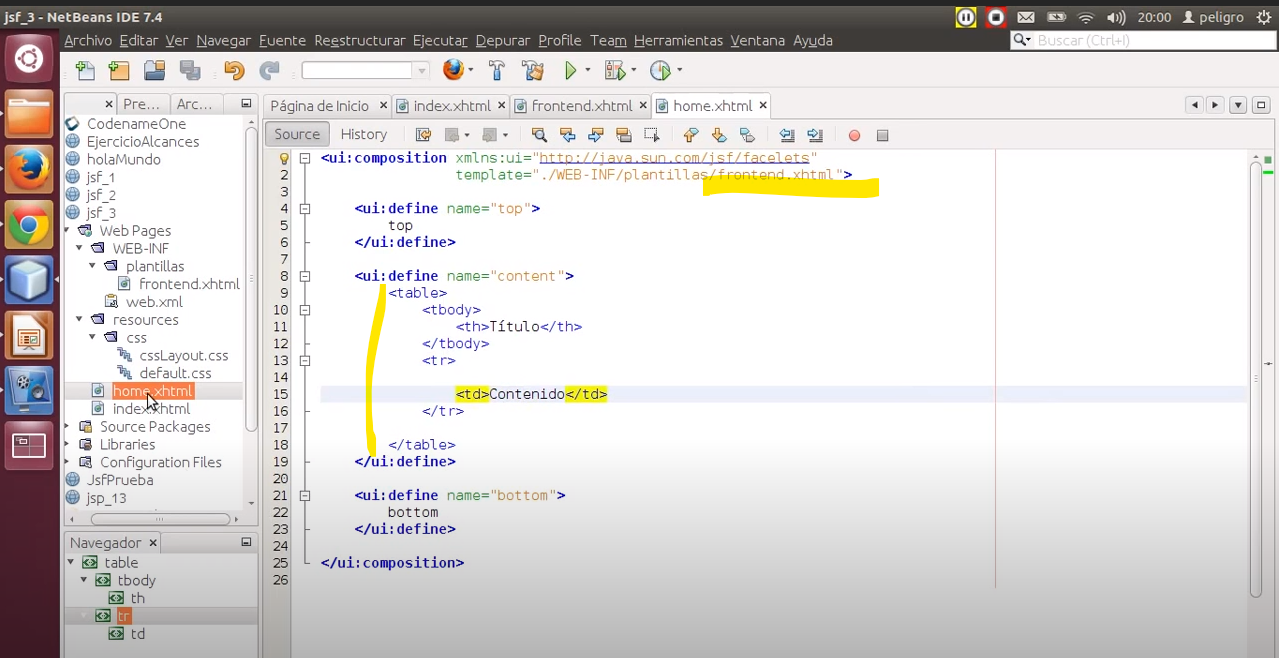 jsf_3 - NetBeans IDE 7.4
20:00 peligro
Archivo Editar Ver Navegar Fuente Reestructurar Ejecutar Depurar Profile Team Herramientas Ventana Ayuda
Buscar (Ctrl+I)
Pre... Arc...
Página de Inicio index.xhtml frontend.xhtml home.xhtml
Source History
CodenameOne
EjercicioAlcances
holaMundo
jsf_1
jsf_2
jsf_3
Web Pages
WEB-INF
plantillas
frontend.xhtml
web.xml
resources
css
cssLayout.css
default.css
home.xhtml
index.xhtml
Source Packages
Libraries
Configuration Files
JsfPrueba
jsp_13
Navegador
table
tbody
th
tr
td
<ui:composition xmlns:ui="http://java.sun.com/jsf/facelets"
2 template="./WEB-INF/plantillas/frontend.xhtml">
3
4 <ui:define name="top">
5 top
6 </ui:define>
7
8 <ui:define name="content">
9 <table>
10 <tbody>
11 <th>Título</th>
12 </tbody>
13 <tr>
14
15 <td>Contenido</td>
16 </tr>
17
18 </table>
19 </ui:define>
20
21 <ui:define name="bottom">
22 bottom
23 </ui:define>
24
25 </ui:composition>
26